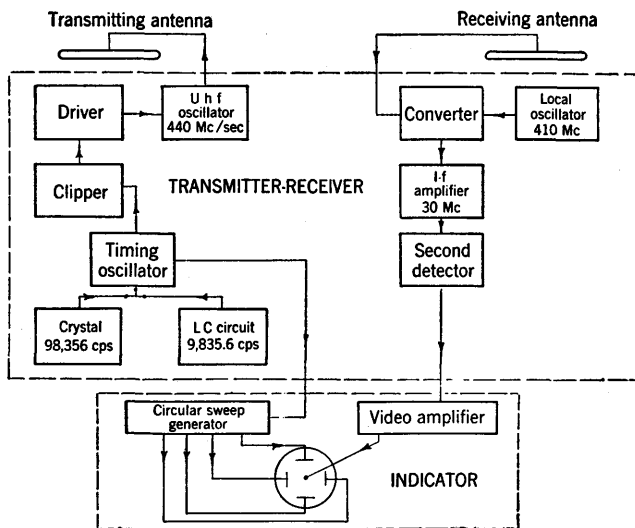 Transmitting antenna
Receiving antenna
Driver
U h f
oscillator
440 Mc/sec
Converter
Local
oscillator
410 Mc
Clipper
TRANSMITTER-RECEIVER
I-f
amplifier
30 Mc
Timing
oscillator
Second
detector
Crystal
98,356 cps
LC circuit
9,835.6 cps
Circular sweep
generator
Video amplifier
INDICATOR